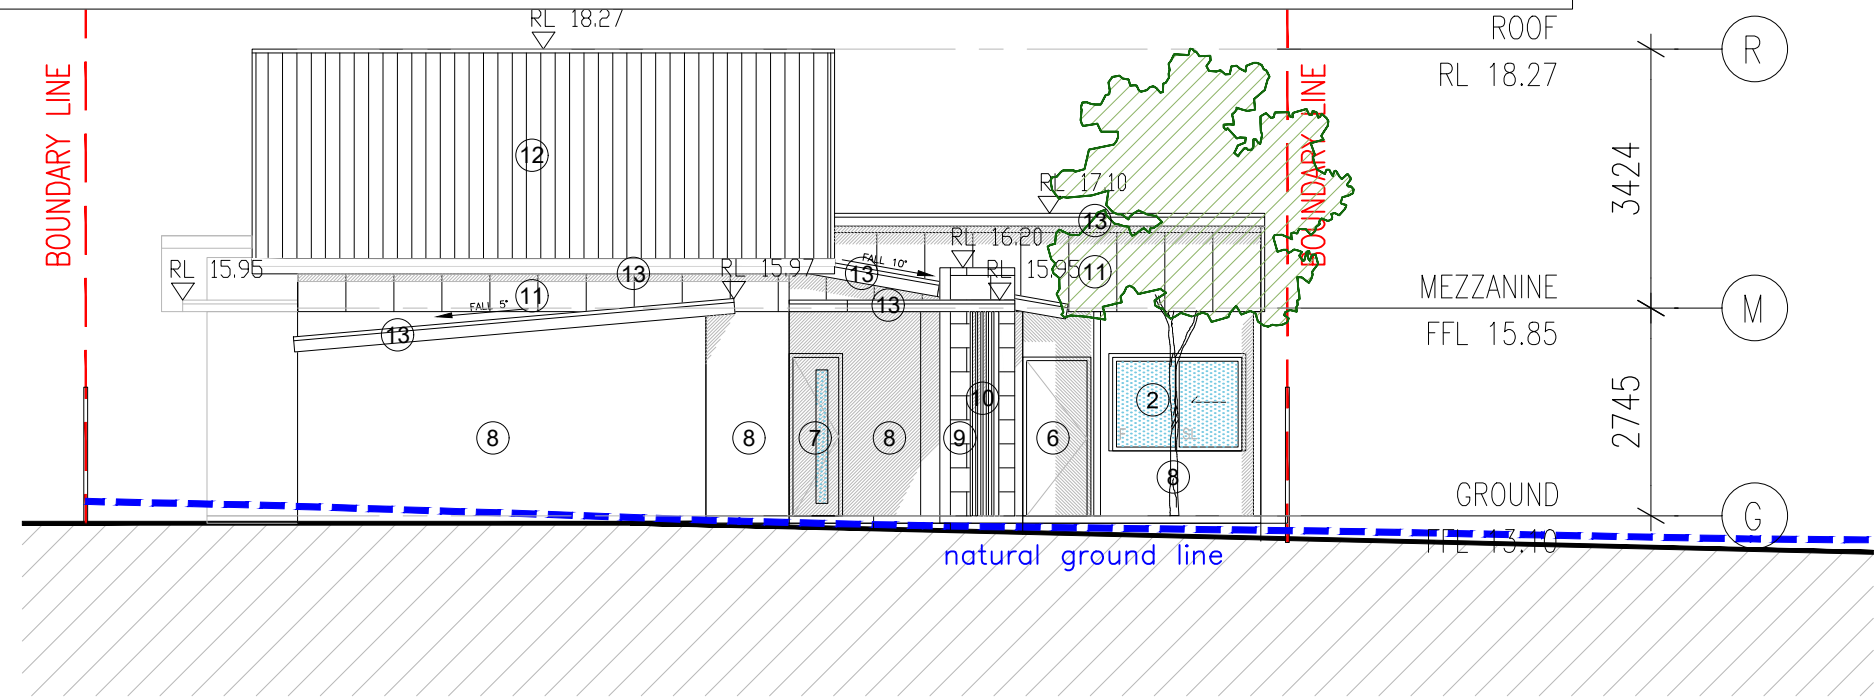 RL 18.27
ROOF
R
RL 18.27
BOUNDARY LINE
BOUNDARY LINE
12
3424
RL 17.10
13
RL 16.20
RL 15.95
13
RL 15.97
FALL 10°
13
RL 15.95
11
11
MEZZANINE
M
FALL 5°
13
13
FFL 15.85
2
10
2745
8
8
7
8
9
6
8
GROUND
G
FFL 13.10
natural ground line